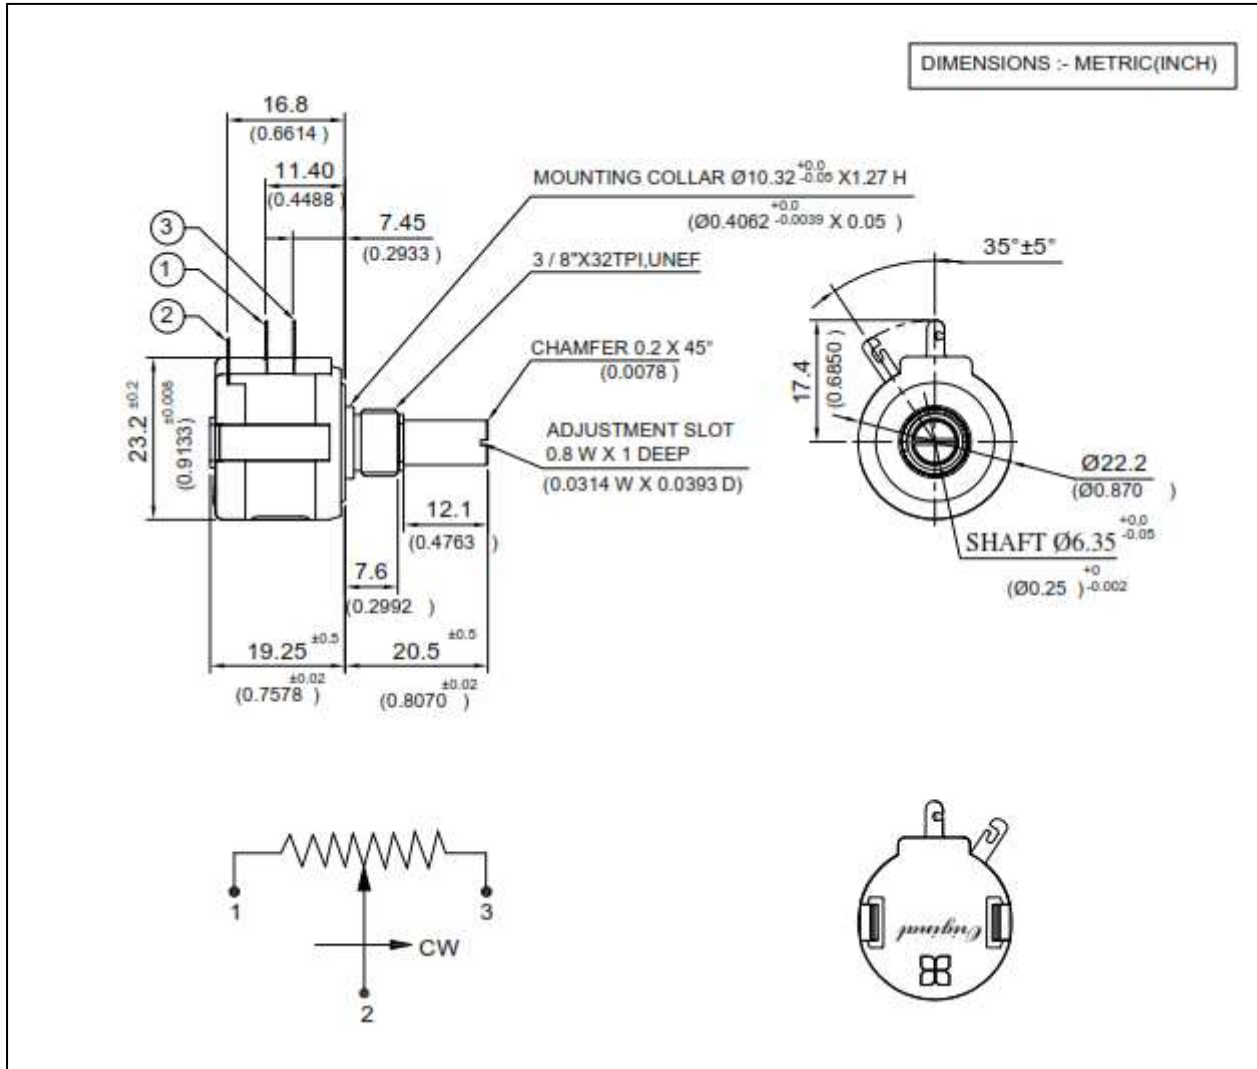 DIMENSIONS :- METRIC(INCH)
16.8
(0.6614 )
11.40
(0.4488 )
7.45
(0.2933 )
3
1
2
MOUNTING COLLAR Ø10.32 +0.0 -0.05 X1.27 H
(Ø0.4062 +0.0 -0.0039 X 0.05 )
3 / 8"X32TPI,UNEF
CHAMFER 0.2 X 45°
(0.0078 )
ADJUSTMENT SLOT
0.8 W X 1 DEEP
(0.0314 W X 0.0393 D)
23.2 ±0.2
(0.9133 ±0.008 )
12.1
(0.4763 )
7.6
(0.2992 )
19.25 ±0.5
(0.7578 ±0.02 )
20.5 ±0.5
(0.8070 ±0.02 )
35°±5°
17.4
(0.6850 )
Ø22.2
(Ø0.870 )
SHAFT Ø6.35 +0.0 -0.05
(Ø0.25 ) +0 -0.002
1
3
CW
2
Original